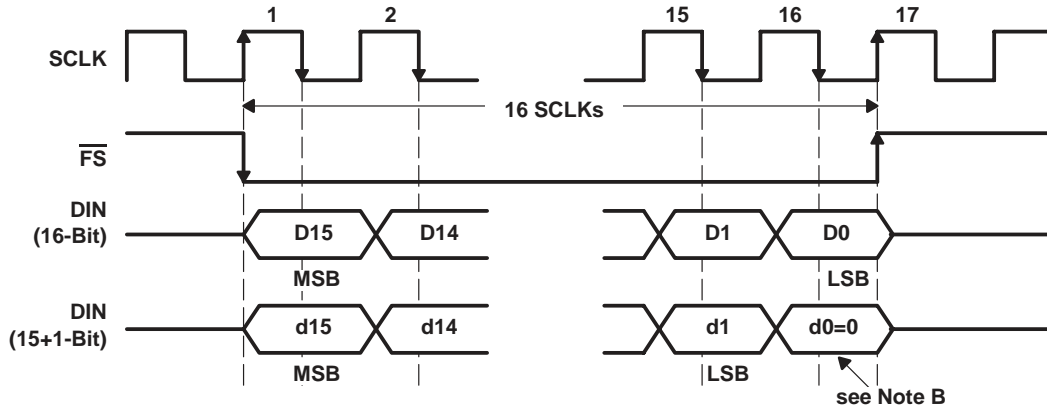 1 2 15 16 17
SCLK
16 SCLKs
FS
DIN
(16-Bit)
D15 D14 D1 D0
MSB LSB
DIN
(15+1-Bit)
d15 d14 d1 d0=0
MSB LSB
see Note B